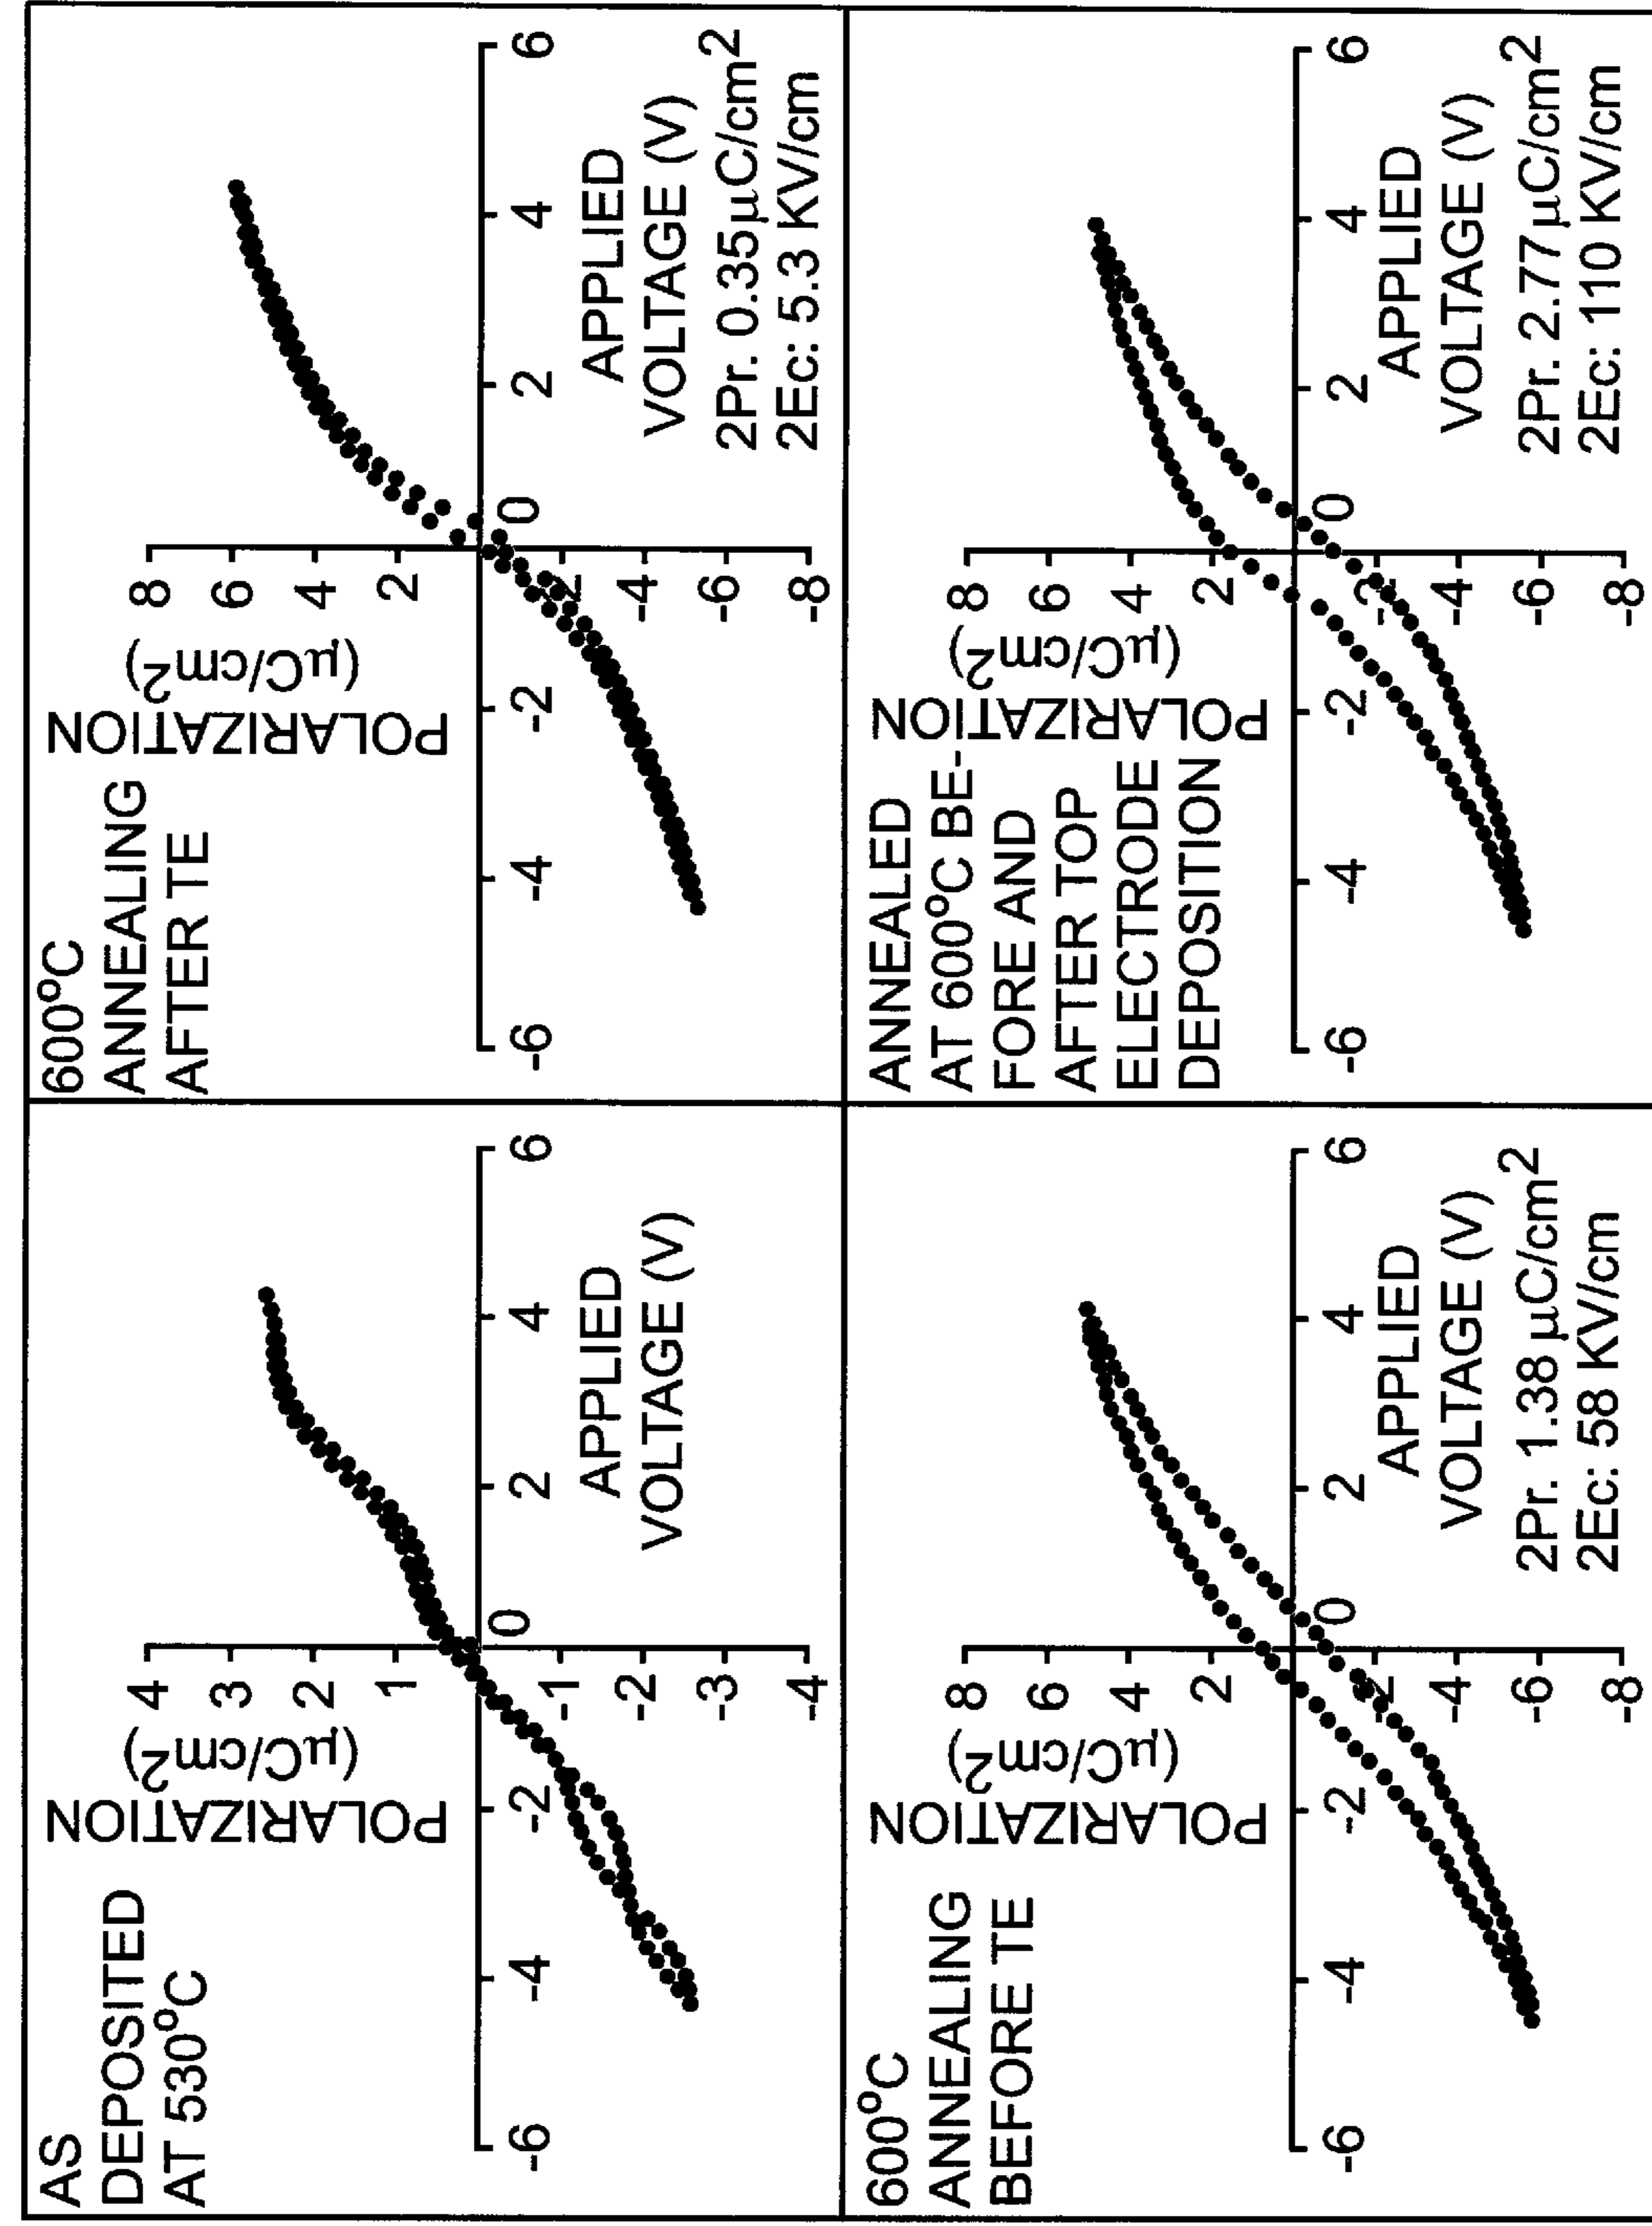 AS
DEPOSITED
AT 530°C
POLARIZATION
(μC/cm2)
4
3
2
1
-1
-2
-3
-4
-6
-4
-2
0
2
4
6
APPLIED
VOLTAGE (V)
600°C
ANNEALING
AFTER TE
POLARIZATION
(μC/cm2)
8
6
4
2
-2
-4
-6
-8
-6
-4
-2
0
2
4
6
APPLIED
VOLTAGE (V)
2Pr. 0.35μC/cm2
2Ec: 5.3 KV/cm
600°C
ANNEALING
BEFORE TE
POLARIZATION
(μC/cm2)
8
6
4
2
-2
-4
-6
-8
-6
-4
-2
0
2
4
6
APPLIED
VOLTAGE (V)
2Pr. 1.38 μC/cm2
2Ec: 58 KV/cm
ANNEALED
AT 600°C BE-
FORE AND
AFTER TOP
ELECTRODE
DEPOSITION
POLARIZATION
(μC/cm2)
8
6
4
2
-2
-4
-6
-8
-6
-4
-2
0
2
4
6
APPLIED
VOLTAGE (V)
2Pr. 2.77 μC/cm2
2Ec: 110 KV/cm